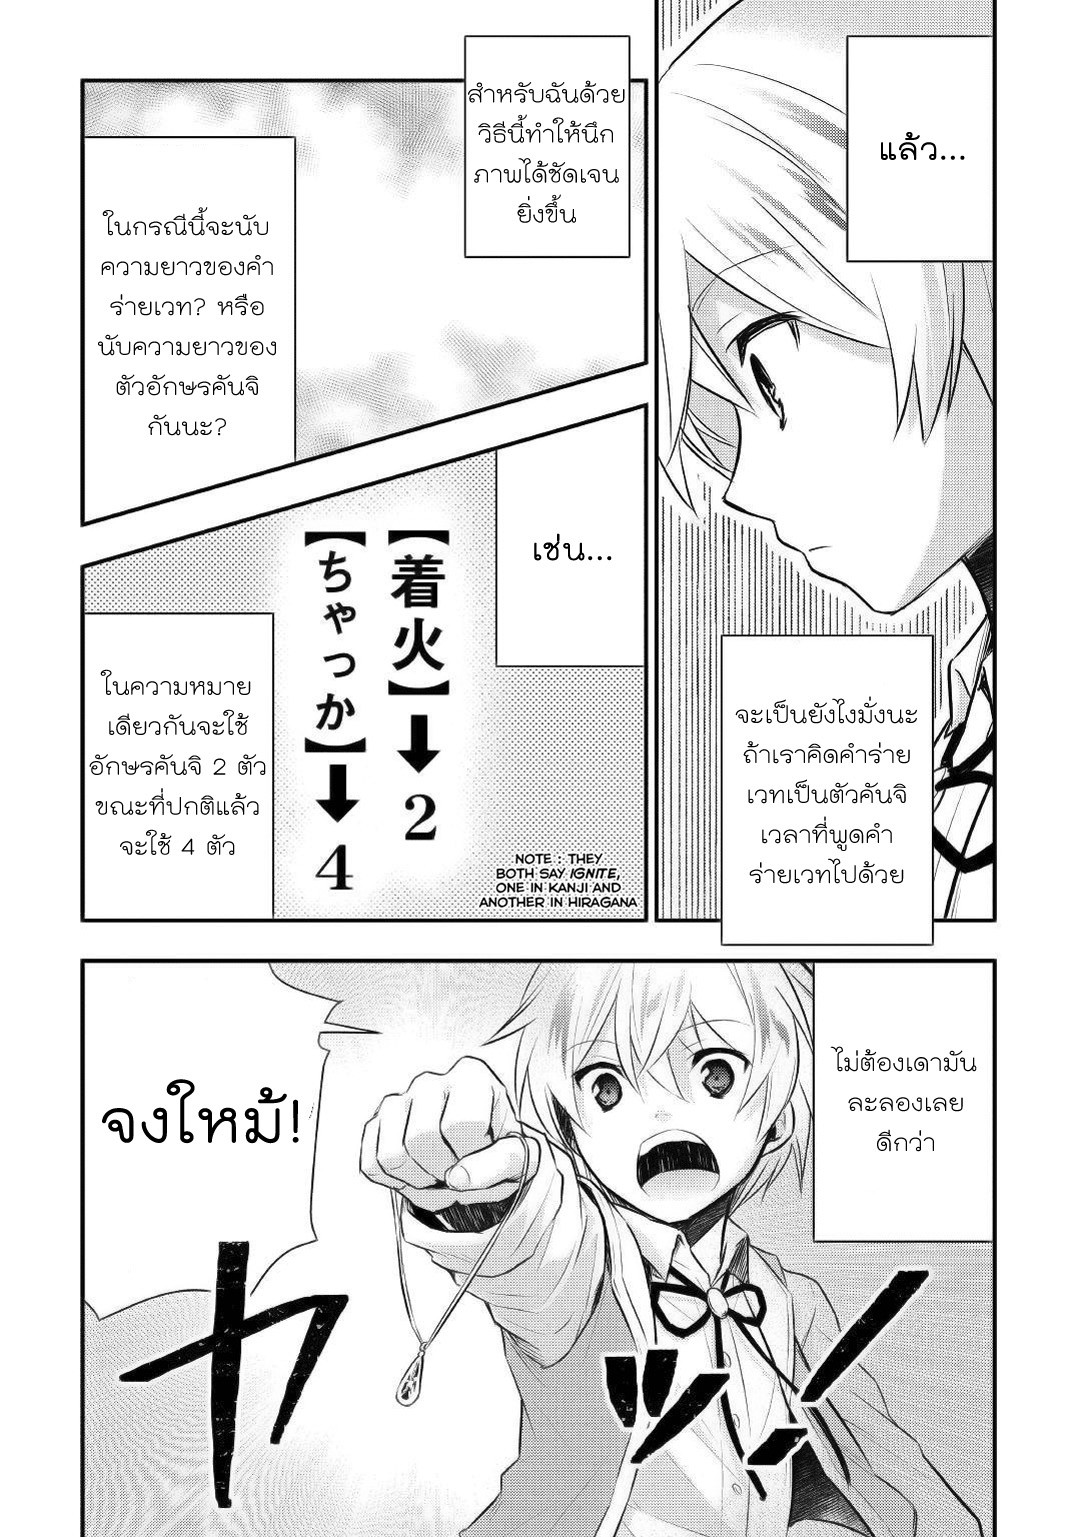 แล้ว...
จะเป็นยังไงมั่งนะ
ถ้าเราคิดคำร่าย
เวทเป็นตัวคันจิ
เวลาที่พูดคำ
ร่ายเวทไปด้วย
สำหรับฉันด้วย
วิธีนี้ทำให้นึก
ภาพได้ชัดเจน
ยิ่งขึ้น
ในกรณีนี้จะนับ
ความยาวของคำ
ร่ายเวท? หรือ
นับความยาวของ
ตัวอักษรคันจิ
กันนะ?
เช่น...
【着火】➡2
【ちゃっか】➡4
NOTE : THEY
BOTH SAY IGNITE,
ONE IN KANJI AND
ANOTHER IN HIRAGANA
ในความหมาย
เดียวกันจะใช้
อักษรคันจิ 2 ตัว
ขณะที่ปกติแล้ว
จะใช้ 4 ตัว
ไม่ต้องเดามัน
ละลองเลย
ดีกว่า
จงใหม้!
カッ!!